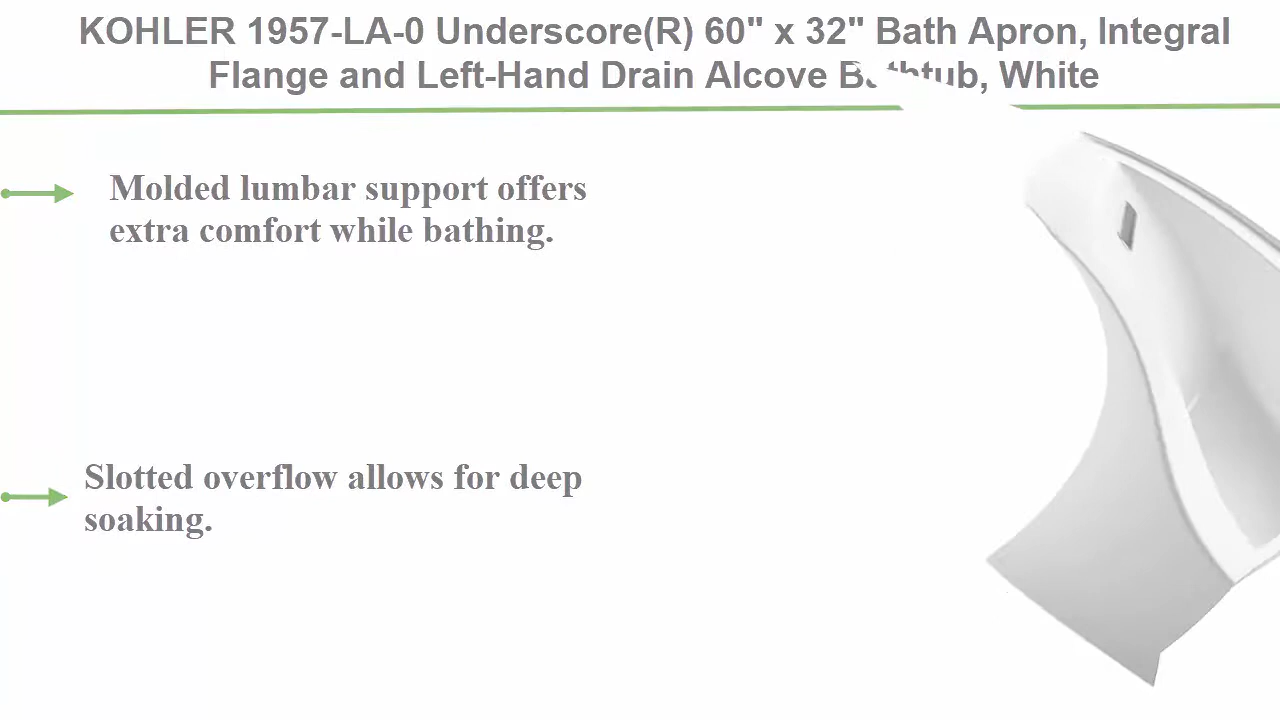 KOHLER 1957-LA-0 Underscore(R) 60" x 32" Bath Apron, Integral
Flange and Left-Hand Drain Alcove Bathtub, White
Molded lumbar support offers
extra comfort while bathing.
Slotted overflow allows for deep
soaking.